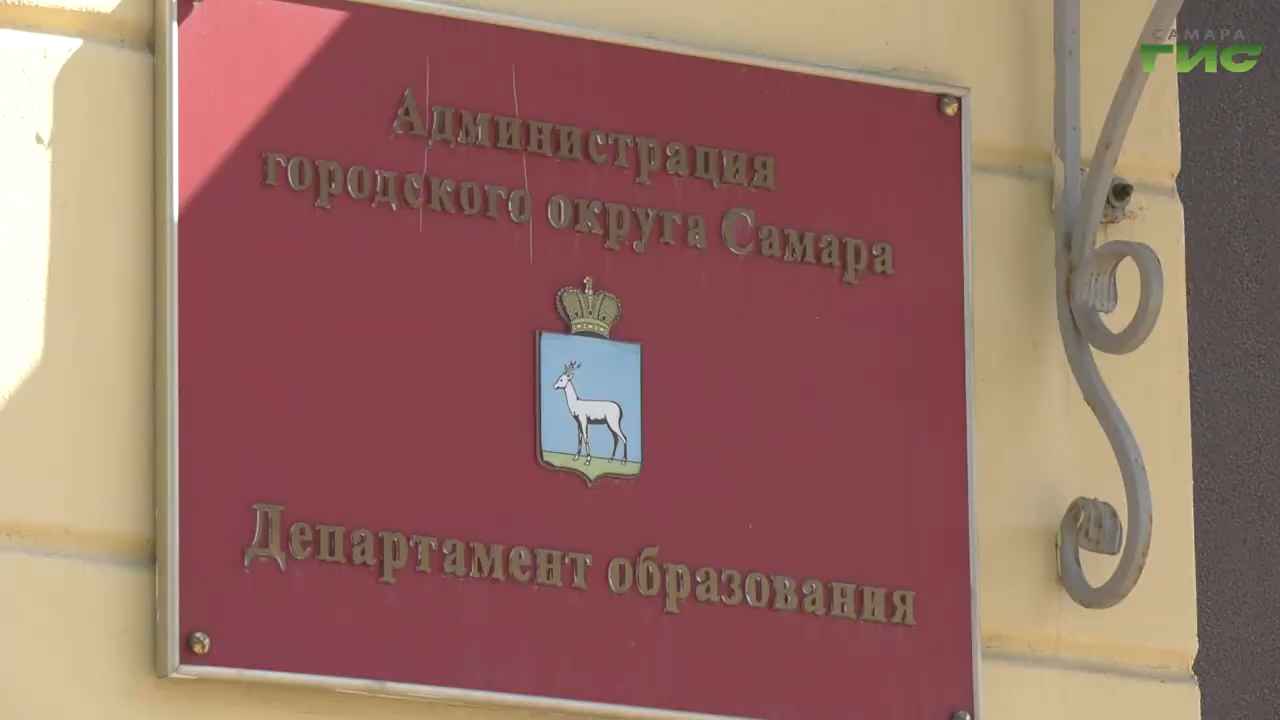 САМАРА
ГИС
Администрация
городского округа Самара
Департамент образования